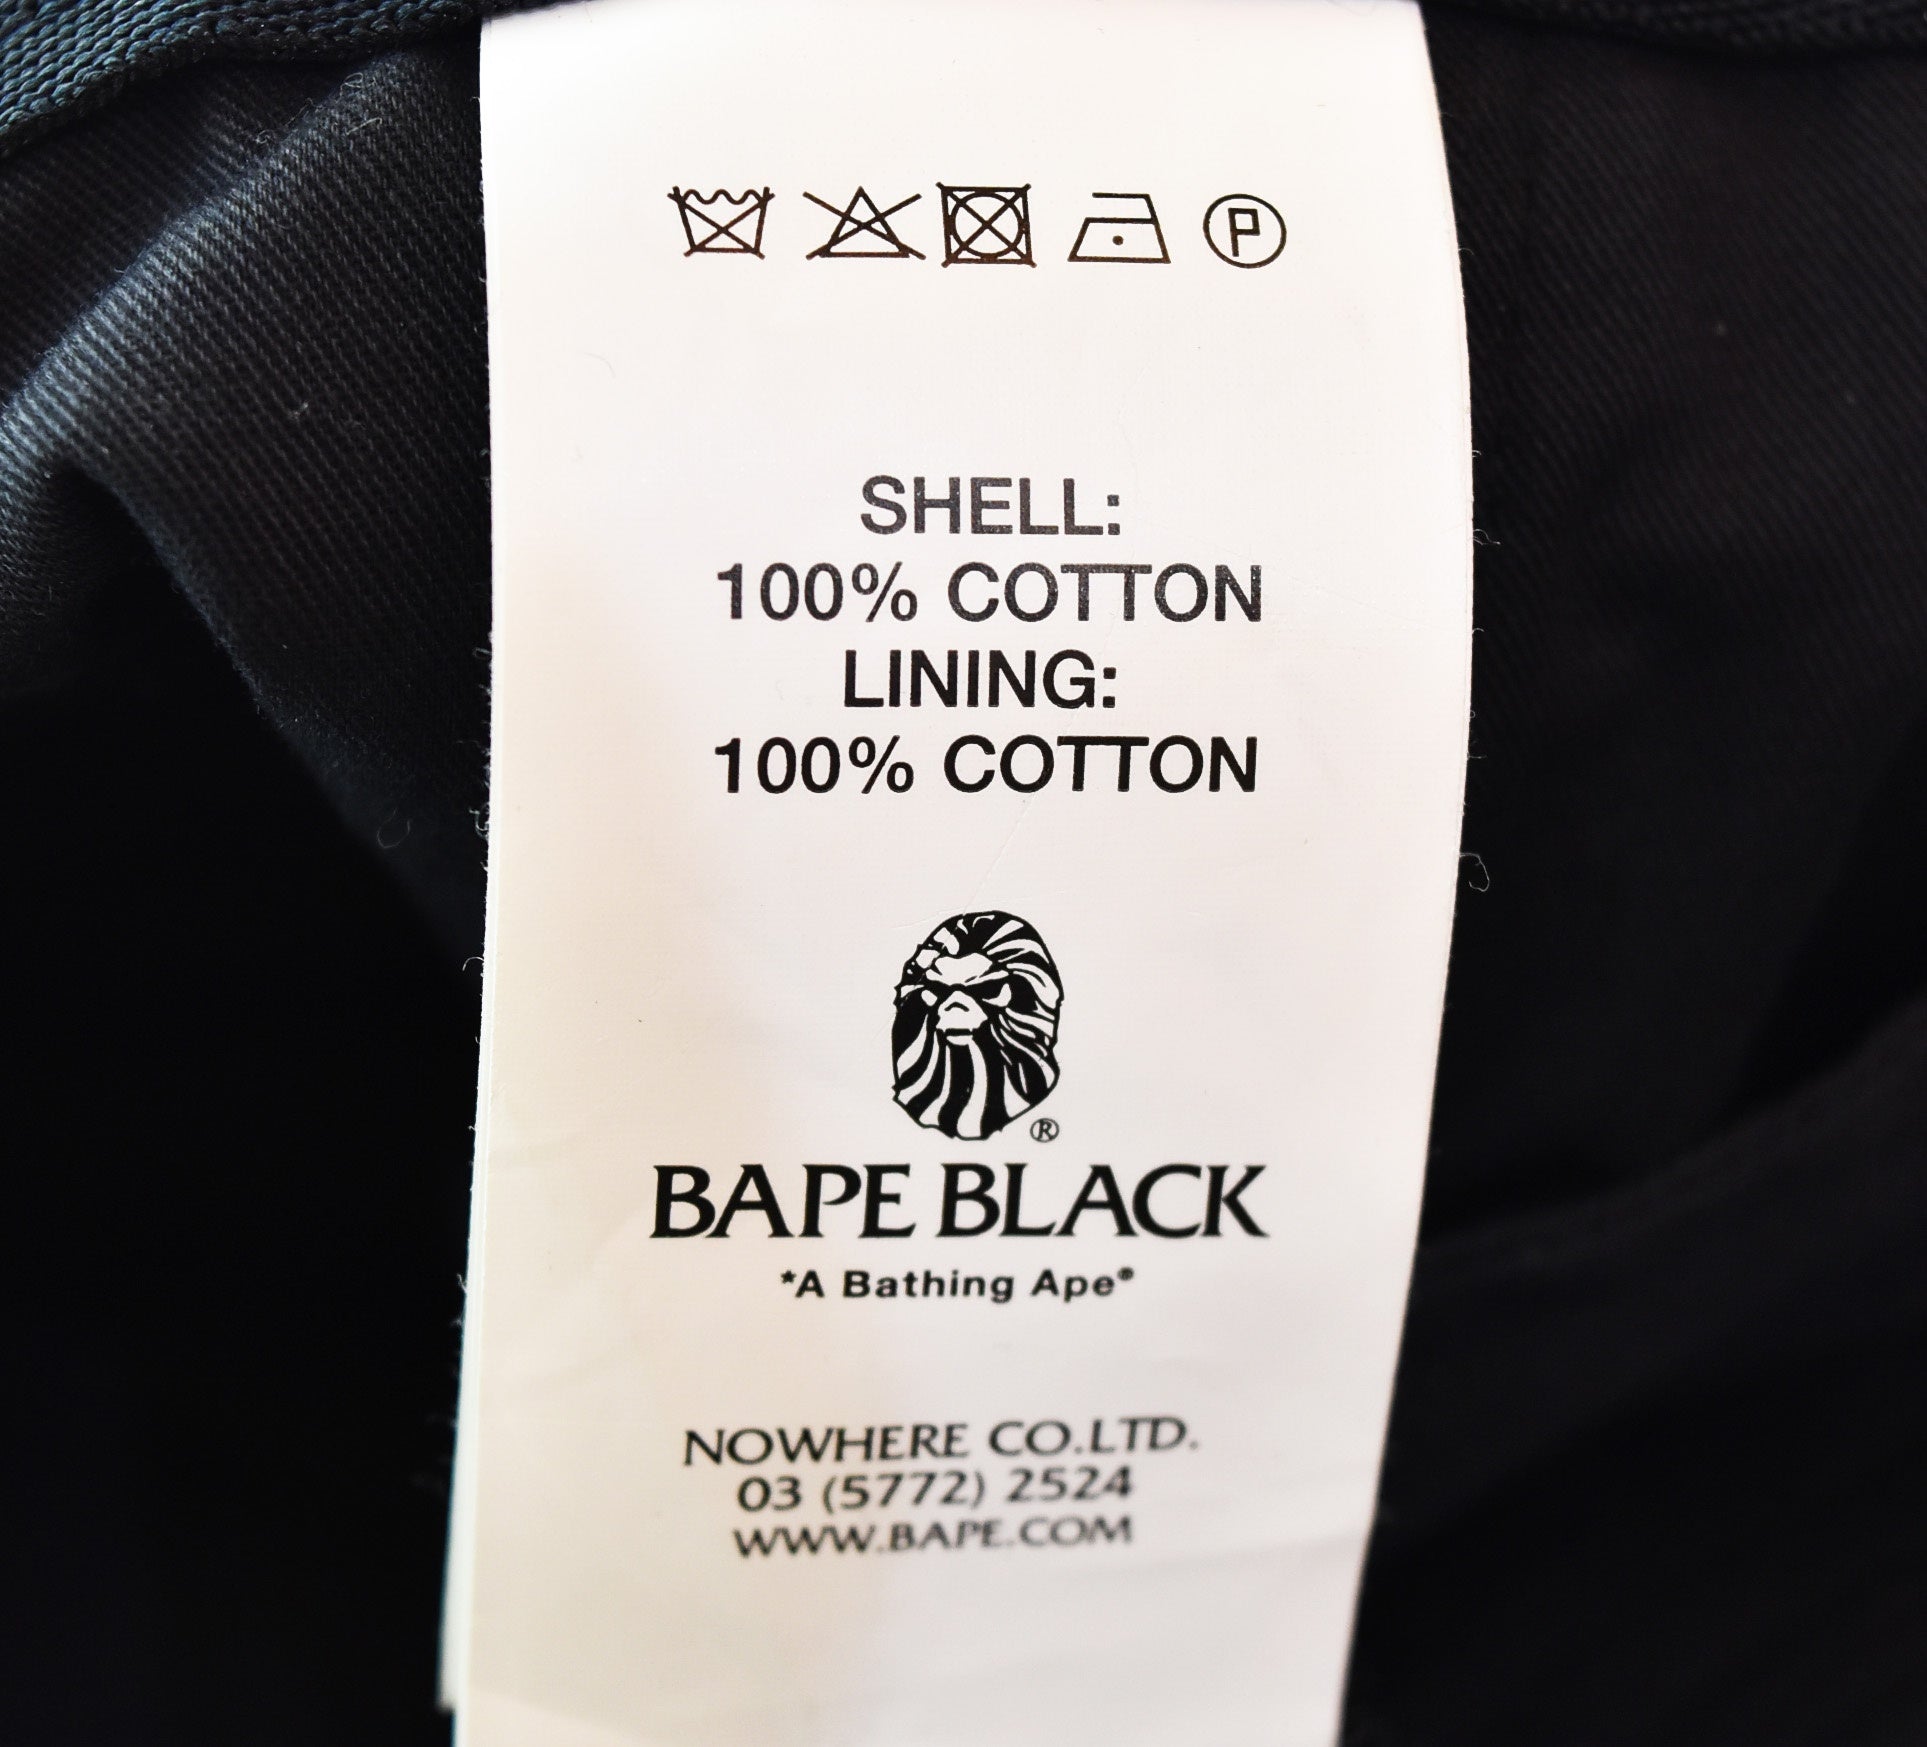 P
SHELL:
100% COTTON
LINING:
100% COTTON
®
BAPE BLACK
*A Bathing Ape®
NOWHERE CO.LTD.
03 (5772) 2524
WWW.BAPE.COM